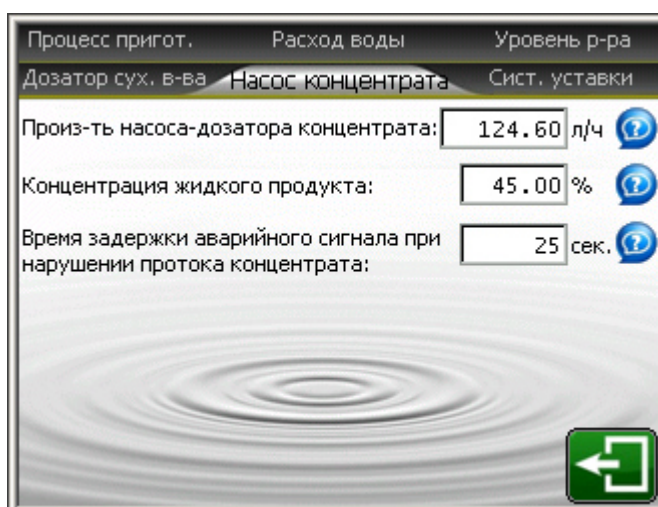 Процесс пригот. Расход воды Уровень р-ра
Дозатор сух. в-ва Насос концентрата Сист. уставки
Произ-ть насоса-дозатора концентрата: 124.60 л/ч ?
Концентрация жидкого продукта: 45.00 % ?
Время задержки аварийного сигнала при
нарушении протока концентрата: 25 сек. ?